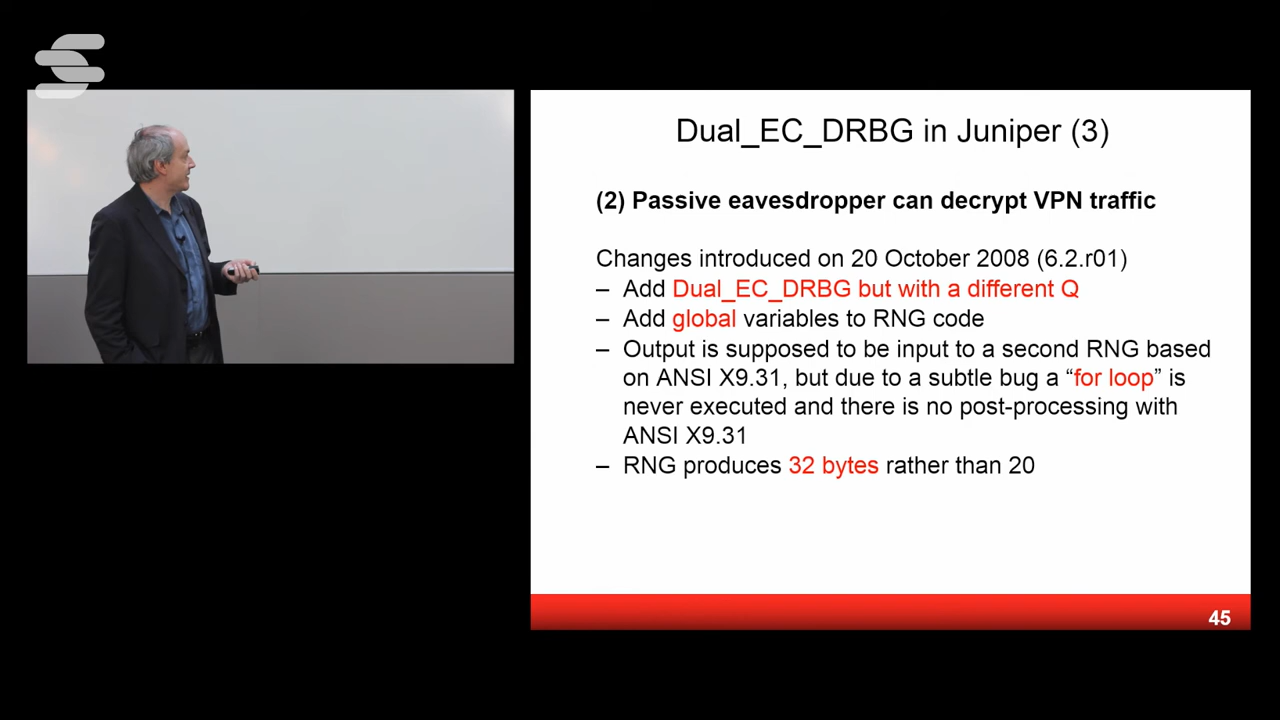 Dual_EC_DRBG in Juniper (3)
(2) Passive eavesdropper can decrypt VPN traffic
Changes introduced on 20 October 2008 (6.2.r01)
– Add Dual_EC_DRBG but with a different Q
– Add global variables to RNG code
– Output is supposed to be input to a second RNG based
on ANSI X9.31, but due to a subtle bug a “for loop” is
never executed and there is no post-processing with
ANSI X9.31
– RNG produces 32 bytes rather than 20
45